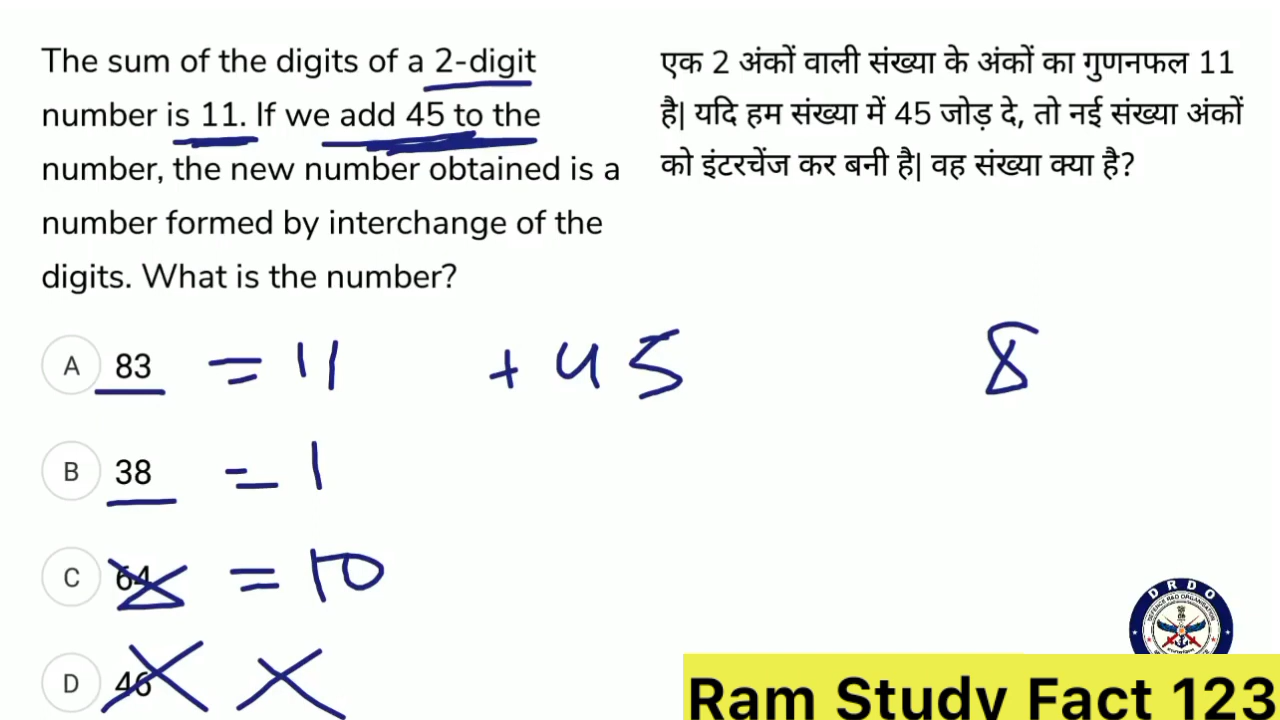 The sum of the digits of a 2-digit
number is 11. If we add 45 to the
number, the new number obtained is a
number formed by interchange of the
digits. What is the number?
एक 2 अंकों वाली संख्या के अंकों का गुणनफल 11
है| यदि हम संख्या में 45 जोड़ दे, तो नई संख्या अंकों
को इंटरचेंज कर बनी है| वह संख्या क्या है?
A 83 = 11 + 45 8
B 38 = 1
C 64 = 10
D 46
DRDO
Ram Study Fact 123